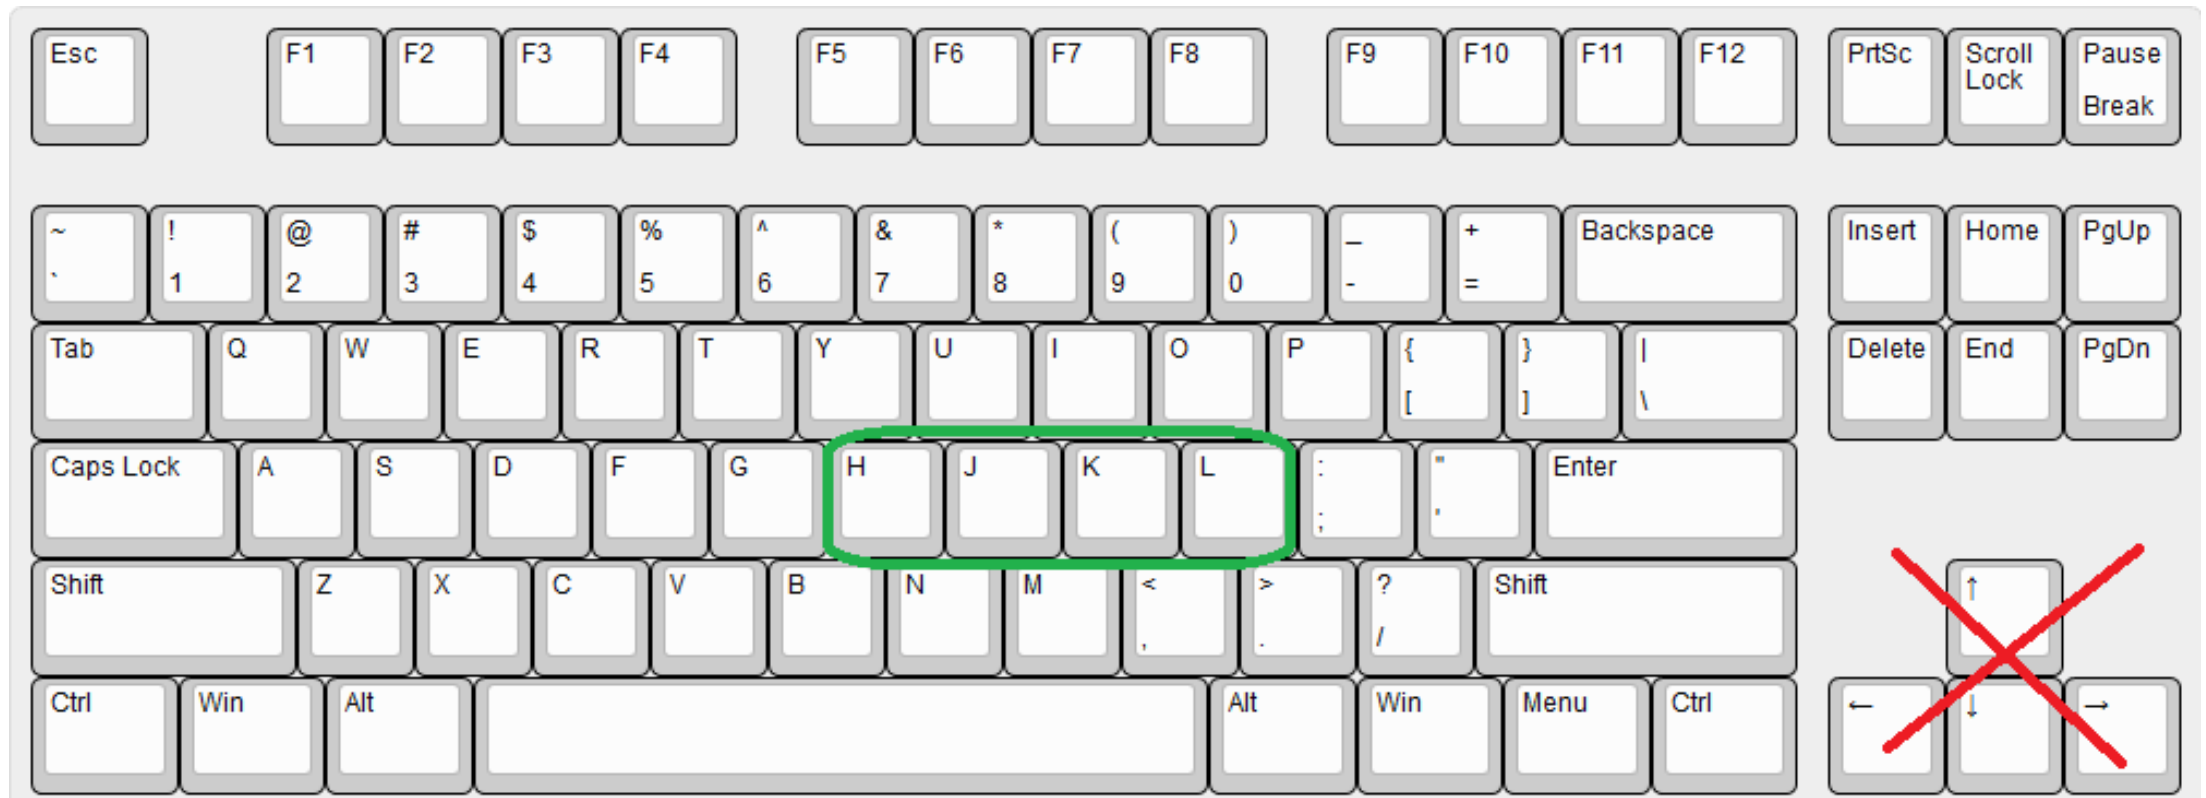 Esc F1 F2 F3 F4 F5 F6 F7 F8 F9 F10 F11 F12 PrtSc Scroll Lock Pause Break
~ ! @ # $ % ^ & * ( ) _ + Backspace Insert Home PgUp
` 1 2 3 4 5 6 7 8 9 0 - =
Tab Q W E R T Y U I O P { } | Delete End PgDn
[ ] \
Caps Lock A S D F G H J K L : " Enter
; '
Shift Z X C V B N M < > ? Shift ↑
, . /
Ctrl Win Alt Alt Win Menu Ctrl ← ↓ →